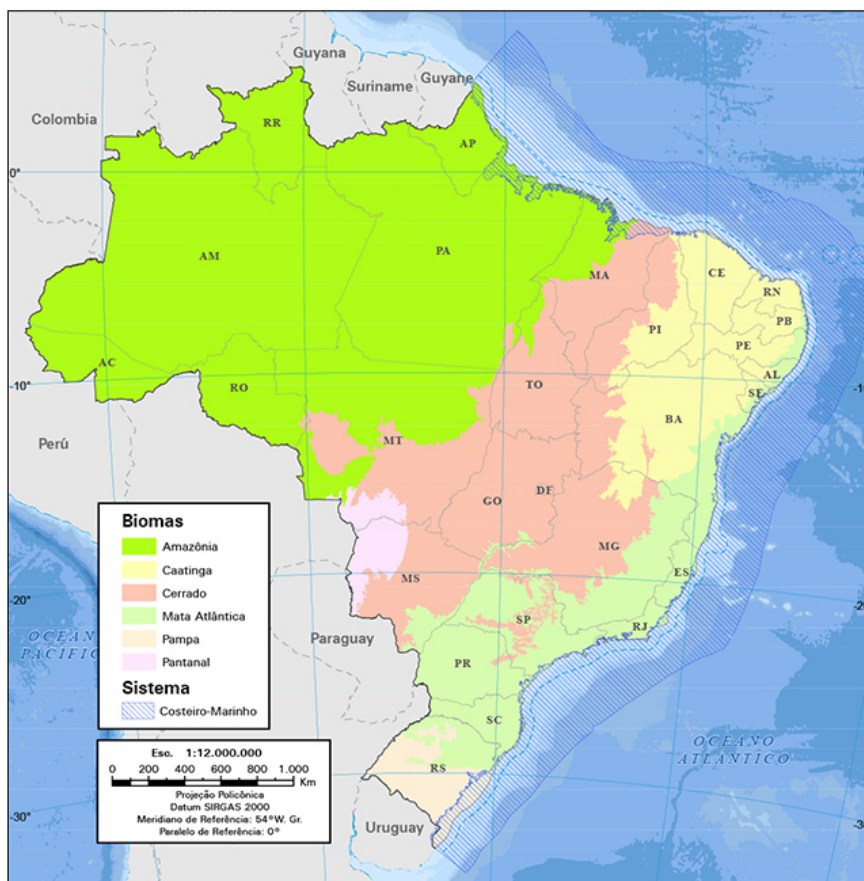 Guyana
Suriname
Guyane
Colombia
RR
AP
0°
AM
PA
MA
CE
RN
PB
PI
PE
AL
SE
AC
RO
TO
-10°
-10
BA
MT
Perú
GO
DF
MG
ES
MS
SP
RJ
-20°
-20
OCEANO
PACÍFICO
Paraguay
PR
SC
RS
Uruguay
OCEANO
ATLÂNTICO
-30
Biomas
Amazônia
Caatinga
Cerrado
Mata Atlântica
Pampa
Pantanal
Sistema
Costeiro-Marinho
Esc. 1:12.000.000
0 200 400 600 800 1.000
Km
Projeção Policônica
Datum SIRGAS 2000
Meridiano de Referência: 54°W. Gr.
Paralelo de Referência: 0°